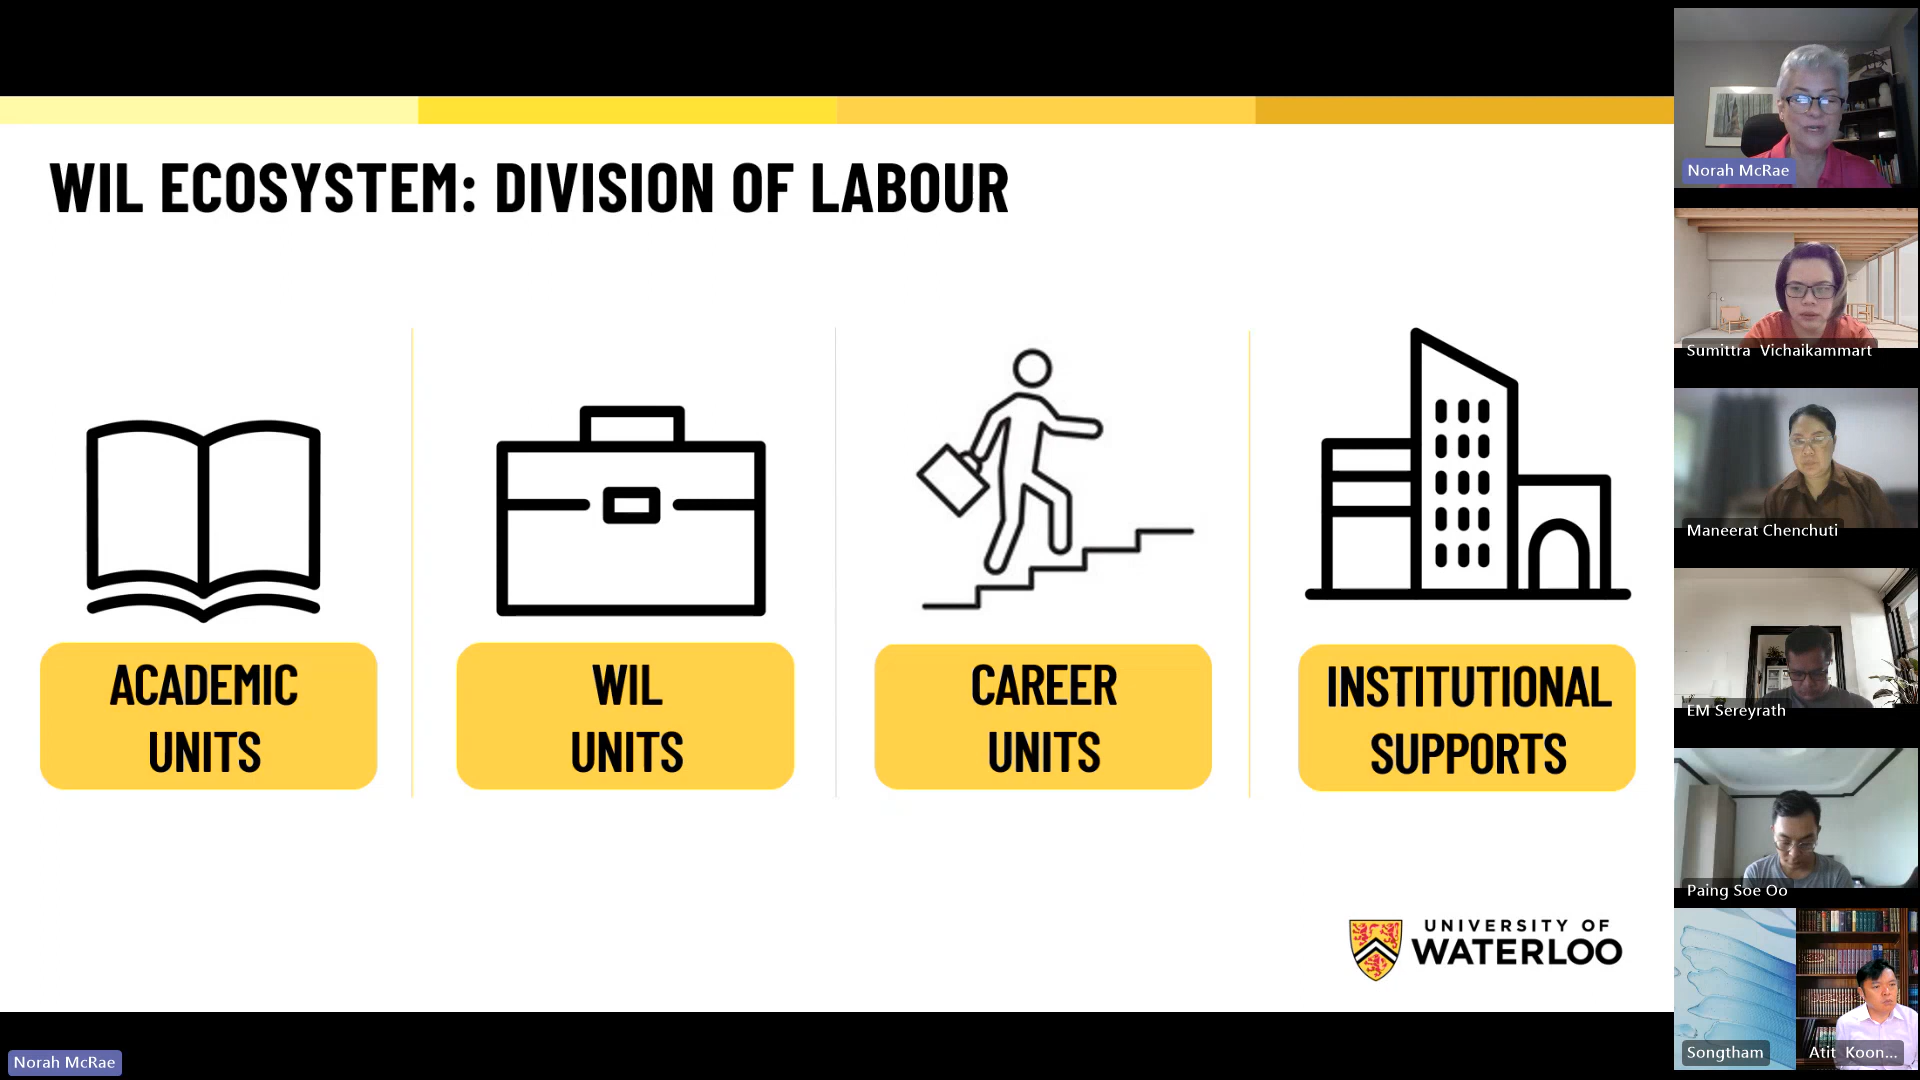 WIL ECOSYSTEM: DIVISION OF LABOUR
ACADEMIC
UNITS
WIL
UNITS
CAREER
UNITS
INSTITUTIONAL
SUPPORTS
UNIVERSITY OF
WATERLOO
Norah McRae
Norah McRae
Sumittra Vichaikammart
Maneerat Chenchuti
EM Sereyrath
Paing Soe Oo
Songtham
Atit Koon...